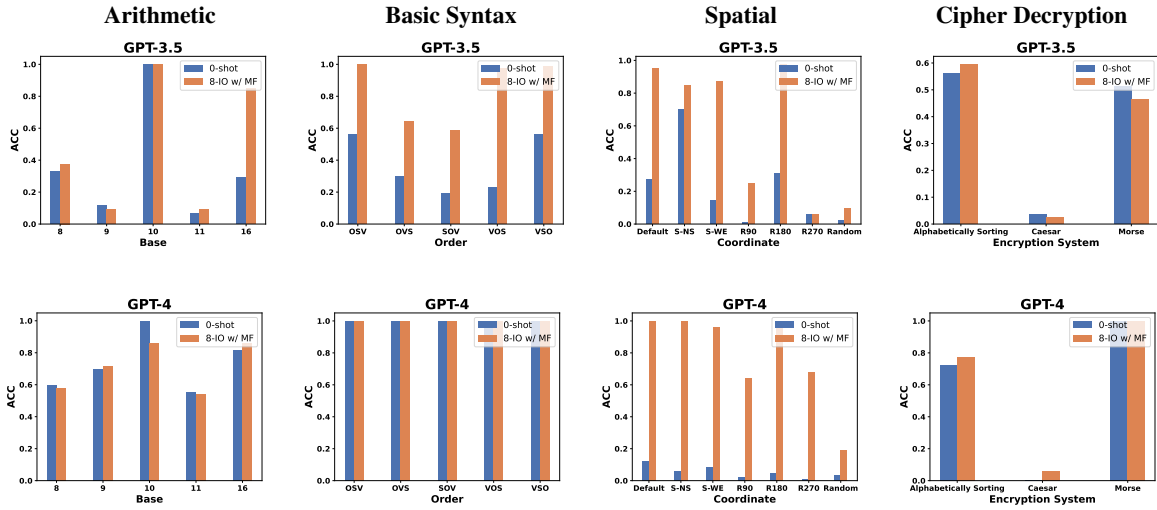 Arithmetic
Basic Syntax
Spatial
Cipher Decryption
GPT-3.5
ACC
1.0
0.8
0.6
0.4
0.2
0.0
0-shot
8-IO w/ MF
8 9 10 11 16
Base
GPT-3.5
ACC
1.0
0.8
0.6
0.4
0.2
0.0
0-shot
8-IO w/ MF
OSV OVS SOV VOS VSO
Order
GPT-3.5
ACC
1.0
0.8
0.6
0.4
0.2
0.0
0-shot
8-IO w/ MF
Default S-NS S-WE R90 R180 R270 Random
Coordinate
GPT-3.5
ACC
0.6
0.5
0.4
0.3
0.2
0.1
0.0
0-shot
8-IO w/ MF
Alphabetically Sorting Caesar Morse
Encryption System
GPT-4
ACC
1.0
0.8
0.6
0.4
0.2
0.0
0-shot
8-IO w/ MF
8 9 10 11 16
Base
GPT-4
ACC
1.0
0.8
0.6
0.4
0.2
0.0
0-shot
8-IO w/ MF
OSV OVS SOV VOS VSO
Order
GPT-4
ACC
1.0
0.8
0.6
0.4
0.2
0.0
0-shot
8-IO w/ MF
Default S-NS S-WE R90 R180 R270 Random
Coordinate
GPT-4
ACC
1.0
0.8
0.6
0.4
0.2
0.0
0-shot
8-IO w/ MF
Alphabetically Sorting Caesar Morse
Encryption System